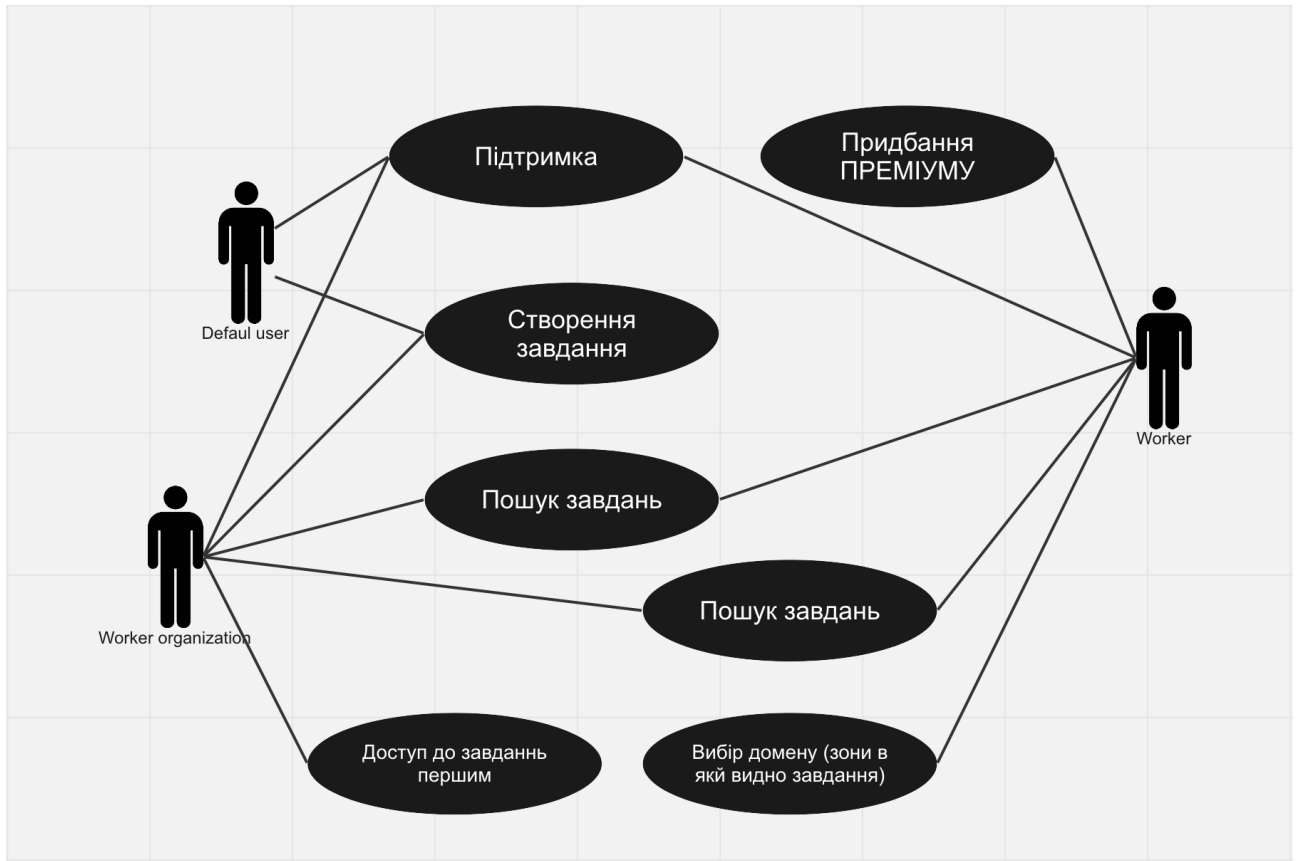 Підтримка
Придбання
ПРЕМІУМУ
Defaul user
Створення
завдання
Worker
Пошук завдань
Пошук завдань
Worker organization
Доступ до завданнь
першим
Вибір домену (зони в
якй видно завдання)